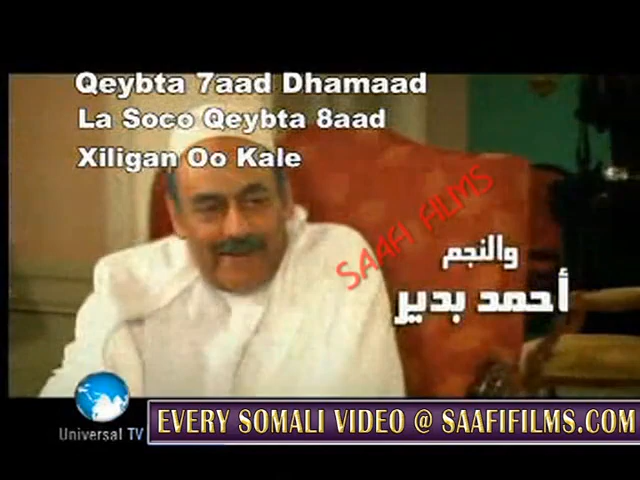 Qeybta 7aad Dhamaad
La Soco Qeybta 8aad
Xiligan Oo Kale
SAAFI FILMS
والنجم
أحمد بدير
Universal TV
EVERY SOMALI VIDEO @ SAAFIFILMS.COM